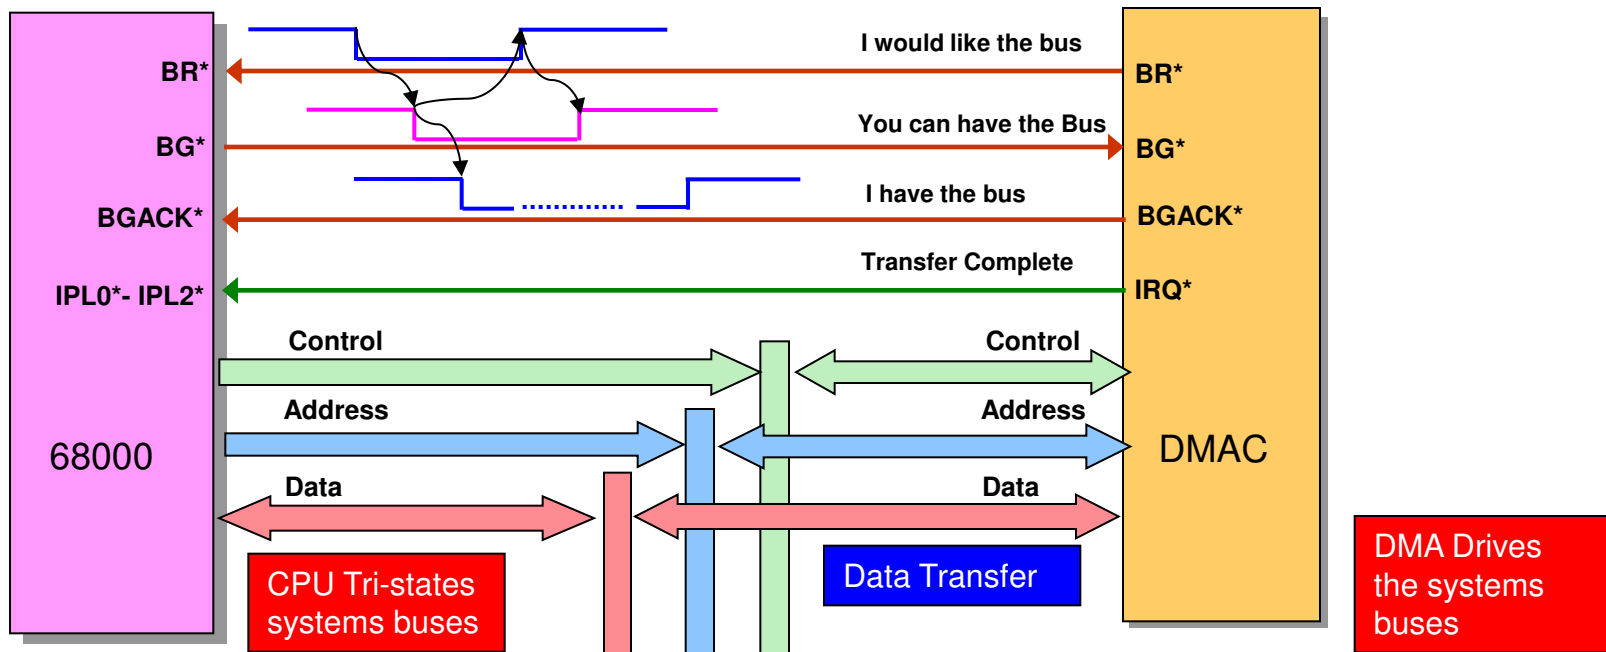 I would like the bus
BR*
BR*
You can have the Bus
BG*
BG*
I have the bus
BGACK*
BGACK*
Transfer Complete
IPL0*- IPL2*
IRQ*
Control
Control
Address
Address
68000
DMAC
Data
Data
CPU Tri-states
systems buses
Data Transfer
DMA Drives
the systems
buses